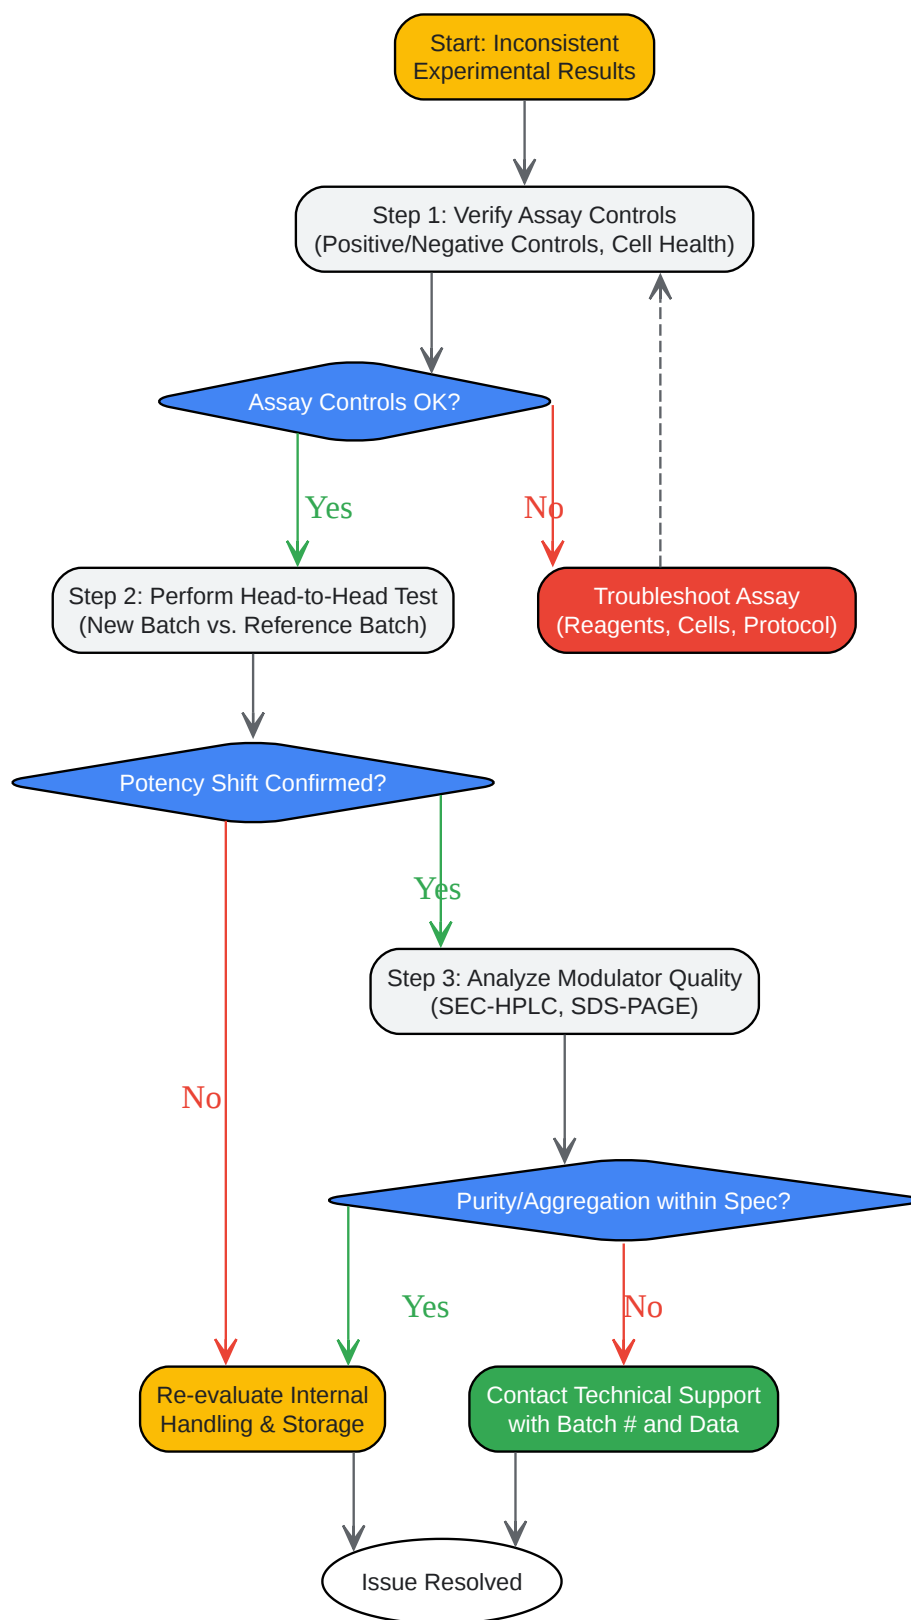 Start: Inconsistent
Experimental Results
Step 1: Verify Assay Controls
(Positive/Negative Controls, Cell Health)
Assay Controls OK?
Yes
No
Step 2: Perform Head-to-Head Test
(New Batch vs. Reference Batch)
Troubleshoot Assay
(Reagents, Cells, Protocol)
Potency Shift Confirmed?
Yes
Step 3: Analyze Modulator Quality
(SEC-HPLC, SDS-PAGE)
No
Purity/Aggregation within Spec?
Yes
No
Re-evaluate Internal
Handling & Storage
Contact Technical Support
with Batch # and Data
Issue Resolved